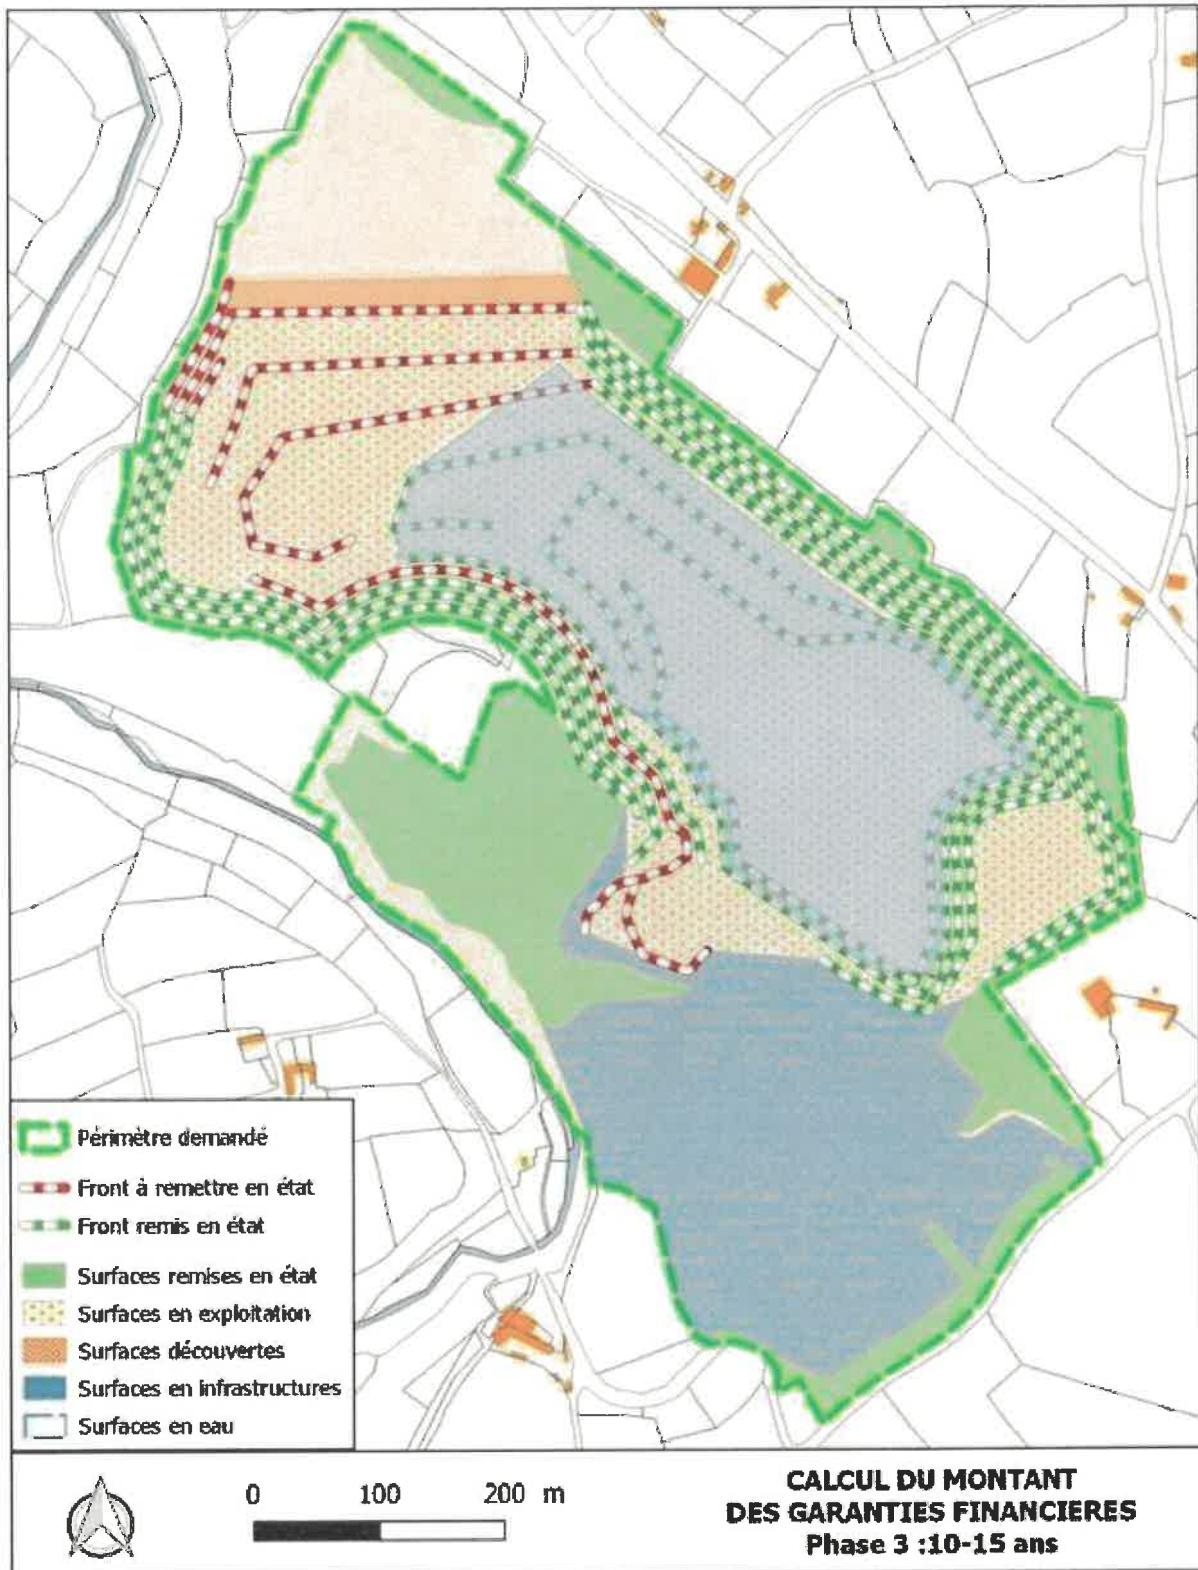 Périmètre demandé
Front à remettre en état
Front remis en état
Surfaces remises en état
Surfaces en exploitation
Surfaces découvertes
Surfaces en infrastructures
Surfaces en eau
0 100 200 m
CALCUL DU MONTANT
DES GARANTIES FINANCIERES
Phase 3 :10-15 ans